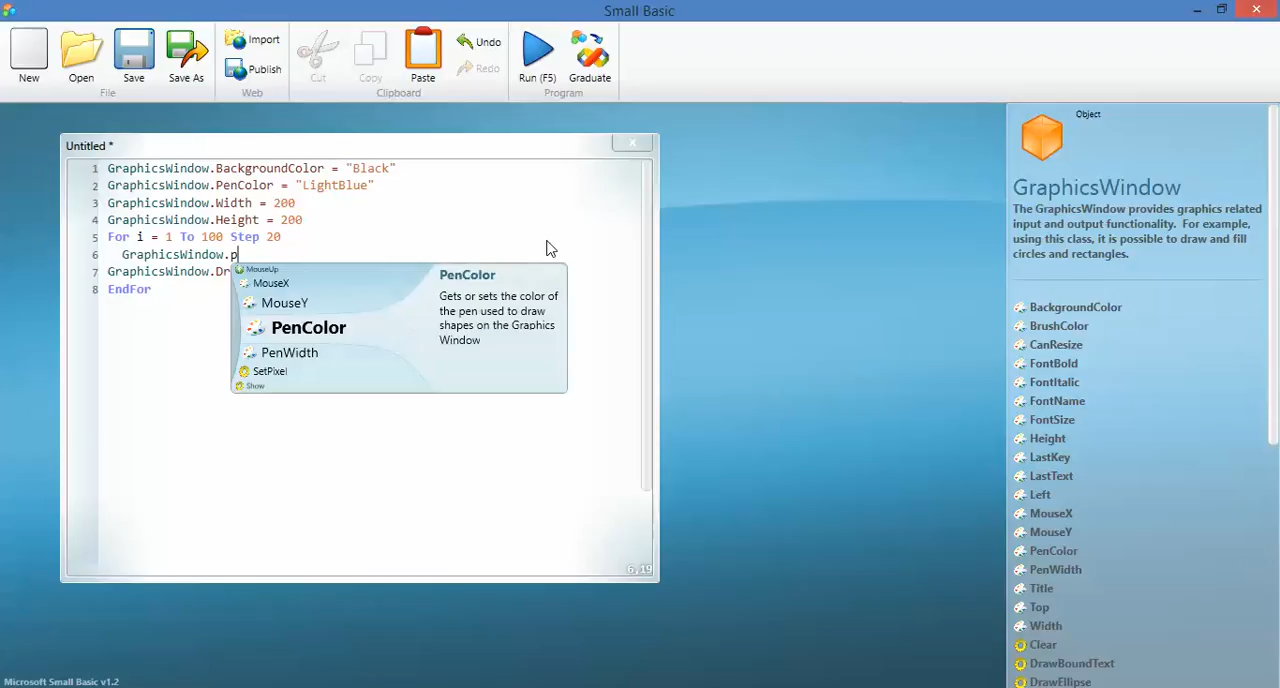 Small Basic
New
Open
Save
Save As
Import
Publish
Cut
Copy
Paste
Undo
Redo
Run (F5)
Graduate
File
Web
Clipboard
Program
Untitled *
1 GraphicsWindow.BackgroundColor = "Black"
2 GraphicsWindow.PenColor = "LightBlue"
3 GraphicsWindow.Width = 200
4 GraphicsWindow.Height = 200
5 For i = 1 To 100 Step 20
6 GraphicsWindow.p
7 GraphicsWindow.Dr
8 EndFor
MouseUp
MouseX
MouseY
PenColor
PenWidth
SetPixel
Show
PenColor
Gets or sets the color of
the pen used to draw
shapes on the Graphics
Window
6,19
Object
GraphicsWindow
The GraphicsWindow provides graphics related
input and output functionality. For example,
using this class, it is possible to draw and fill
circles and rectangles.
BackgroundColor
BrushColor
CanResize
FontBold
FontItalic
FontName
FontSize
Height
LastKey
LastText
Left
MouseX
MouseY
PenColor
PenWidth
Title
Top
Width
Clear
DrawBoundText
DrawEllipse
Microsoft Small Basic v1.2